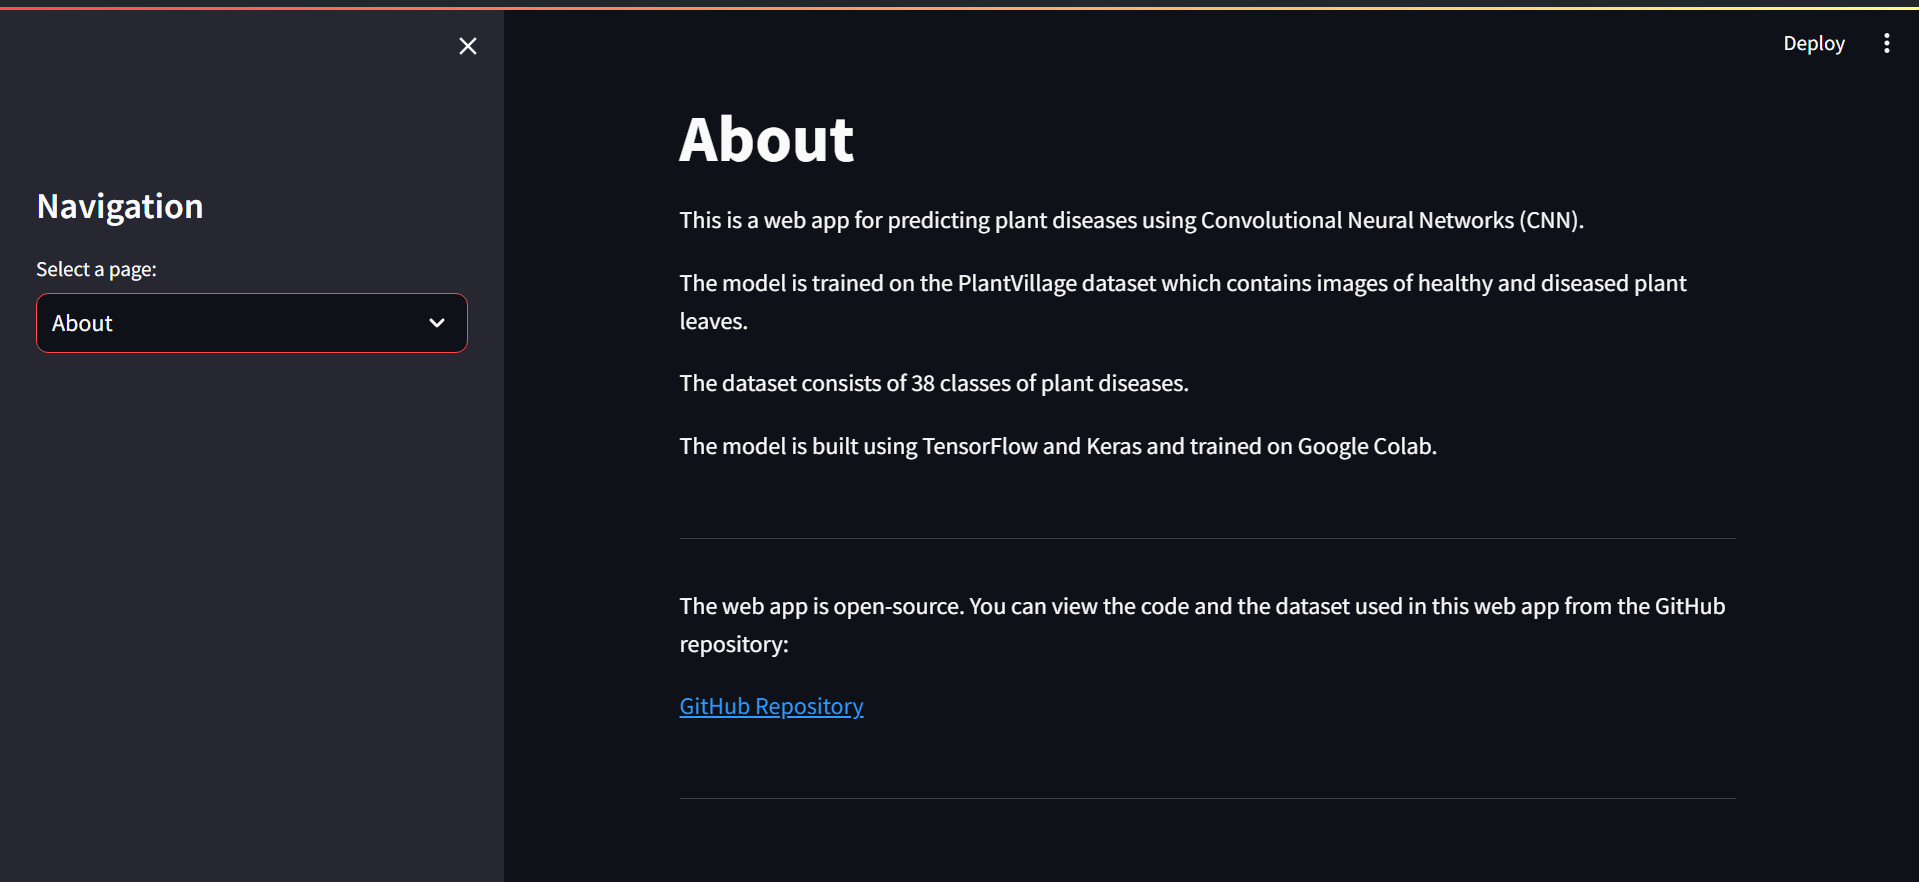 Deploy
Navigation
Select a page:
About
About
This is a web app for predicting plant diseases using Convolutional Neural Networks (CNN).
The model is trained on the PlantVillage dataset which contains images of healthy and diseased plant
leaves.
The dataset consists of 38 classes of plant diseases.
The model is built using TensorFlow and Keras and trained on Google Colab.
The web app is open-source. You can view the code and the dataset used in this web app from the GitHub
repository:
GitHub Repository